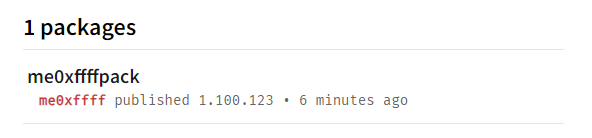 1 packages
me0xffffpack
me0xffff published 1.100.123 • 6 minutes ago